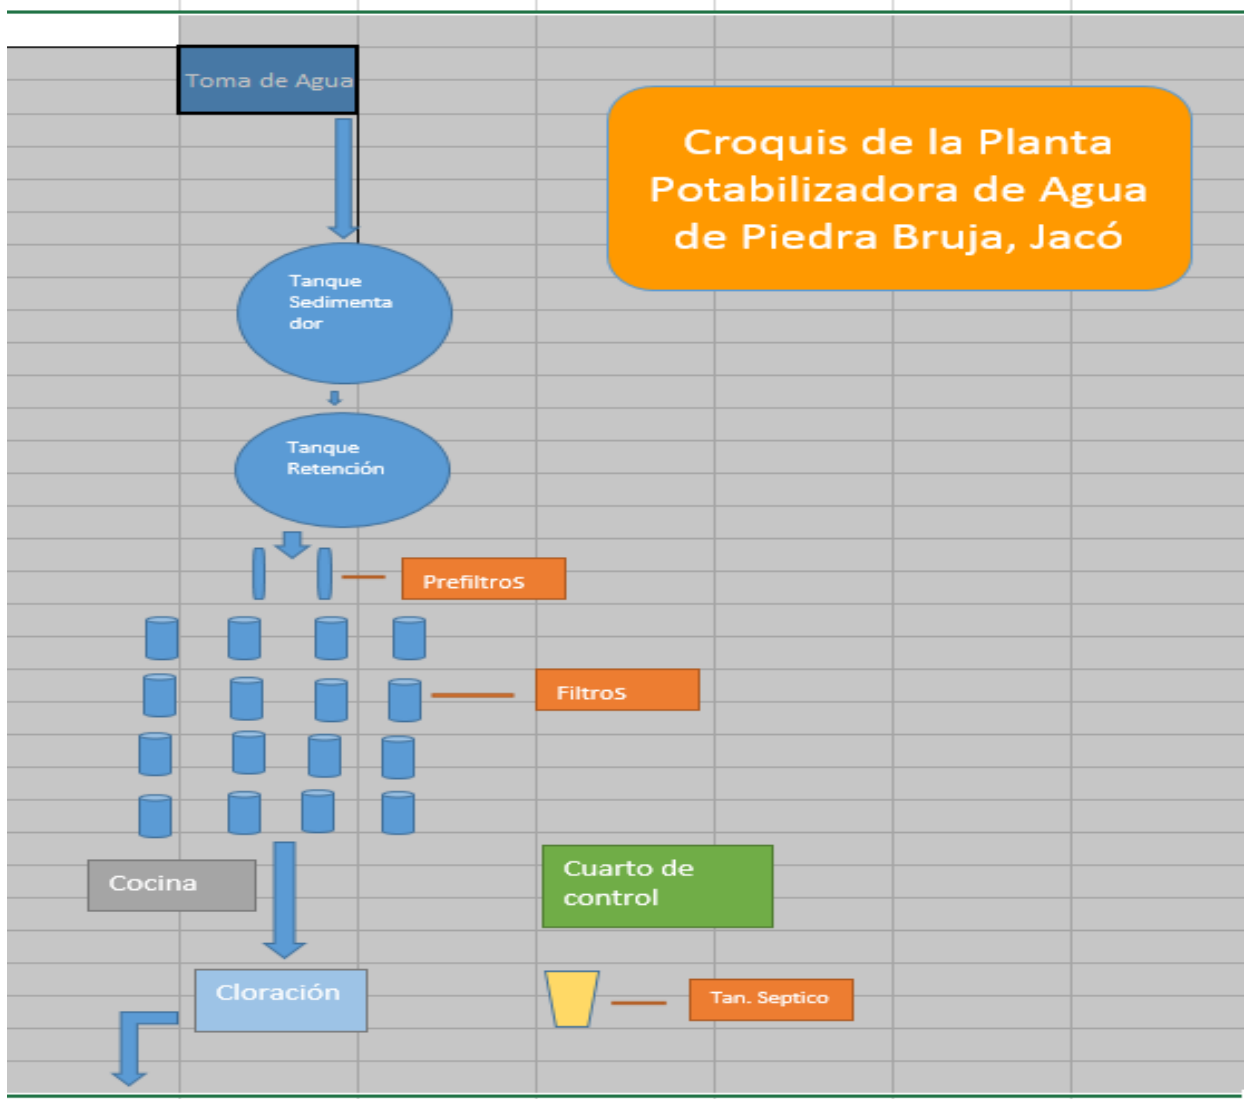 Toma de Agua
Croquis de la Planta
Potabilizadora de Agua
de Piedra Bruja, Jacó
Tanque
Sedimenta
dor
Tanque
Retención
Prefiltros
Filtros
Cocina
Cuarto de
control
Cloración
Tan. Septico